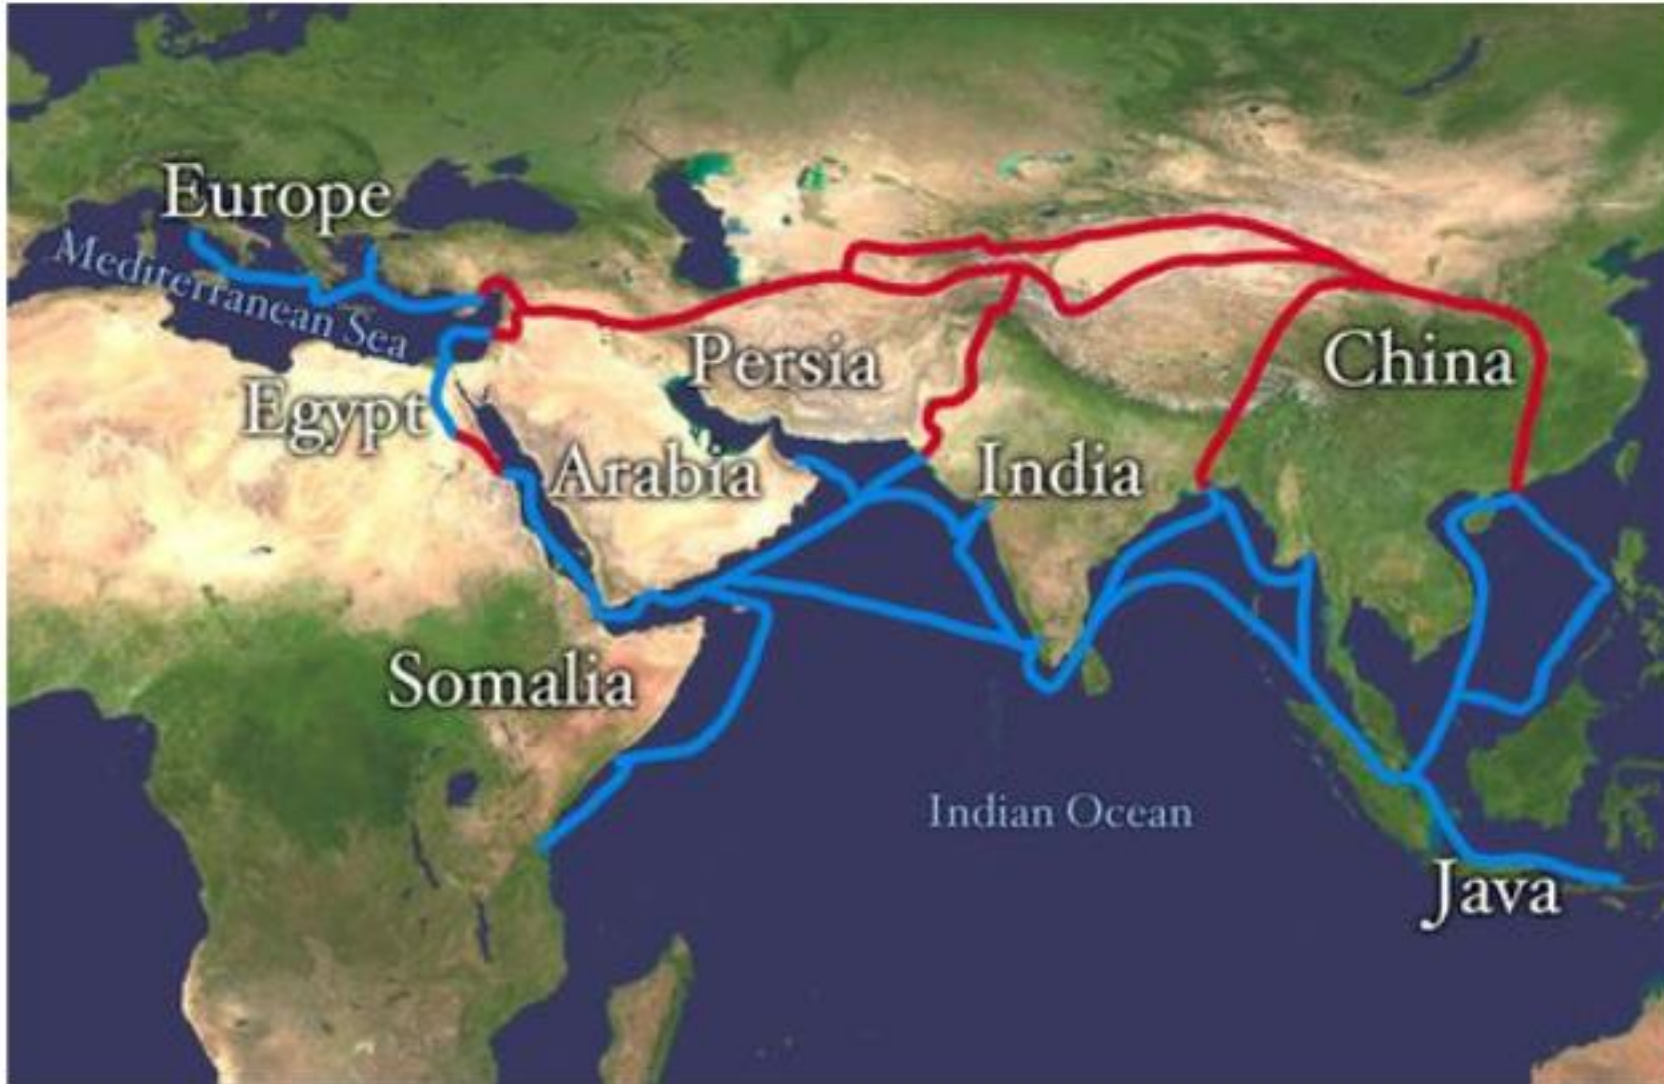 Europe
Mediterranean Sea
Persia
China
Egypt
Arabia
India
Somalia
Indian Ocean
Java